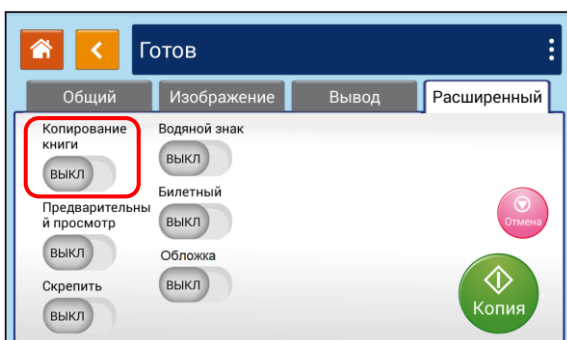 Готов
Общий
Изображение
Вывод
Расширенный
Копирование
книги
ВЫКЛ
Водяной знак
ВЫКЛ
Предварительны
й просмотр
ВЫКЛ
Билетный
ВЫКЛ
Скрепить
ВЫКЛ
Обложка
ВЫКЛ
Отмена
Копия